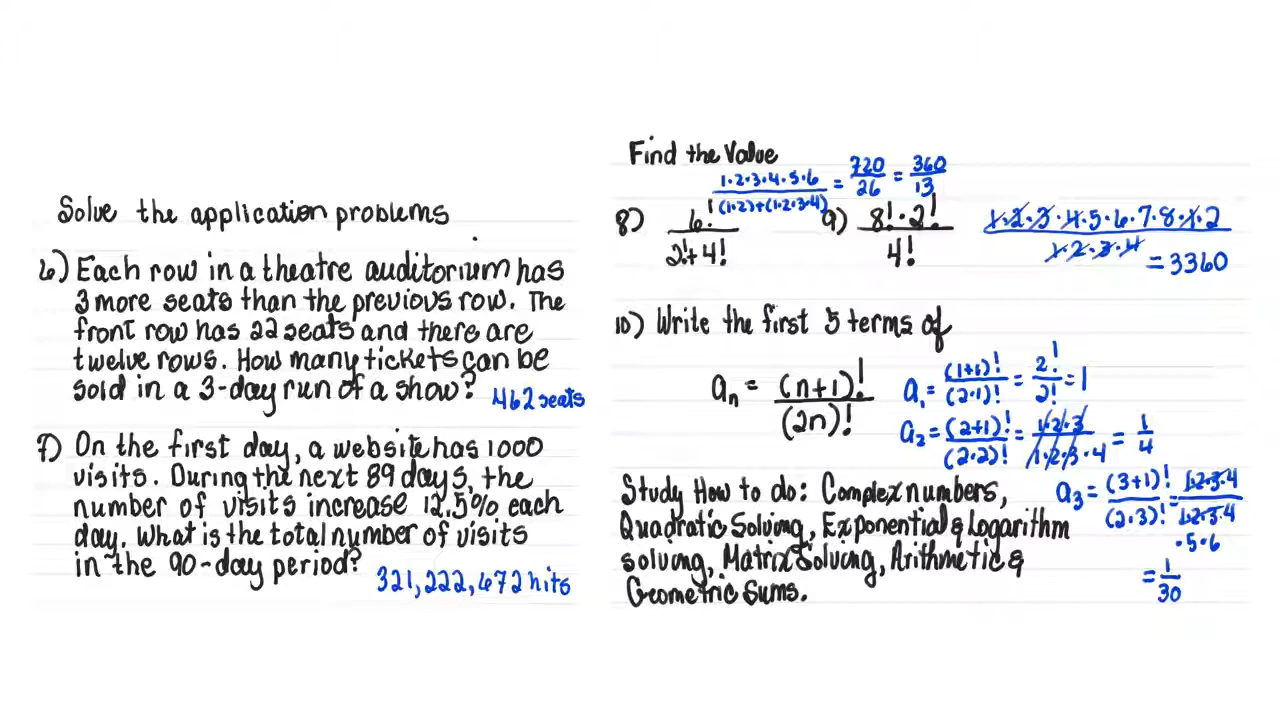 Solve the application problems
6) Each row in a theatre auditorium has
3 more seats than the previous row. The
front row has 22 seats and there are
twelve rows. How many tickets can be
sold in a 3-day run of a show?
462 seats
7) On the first day, a website has 1000
visits. During the next 89 days, the
number of visits increase 12.5% each
day. What is the total number of visits
in the 90-day period?
321,222,672 hits
Find the Value
8) 6! / 2!+4!
1·2·3·4·5·6 / (1·2)+(1·2·3·4) = 720/26 = 360/13
9) 8!·2! / 4!
1·2·3·4·5·6·7·8·1·2 / 1·2·3·4
= 3360
10) Write the first 5 terms of
aₙ = (n+1)! / (2n)!
a₁ = (1+1)! / (2·1)! = 2!/2! = 1
a₂ = (2+1)! / (2·2)! = 1·2·3 / 1·2·3·4 = 1/4
a₃ = (3+1)! / (2·3)! = 1·2·3·4 / 1·2·3·4
·5·6
= 1/30
Study How to do: Complex numbers,
Quadratic Solving, Exponential & Logarithm
solving, Matrix Solving, Arithmetic &
Geometric Sums.